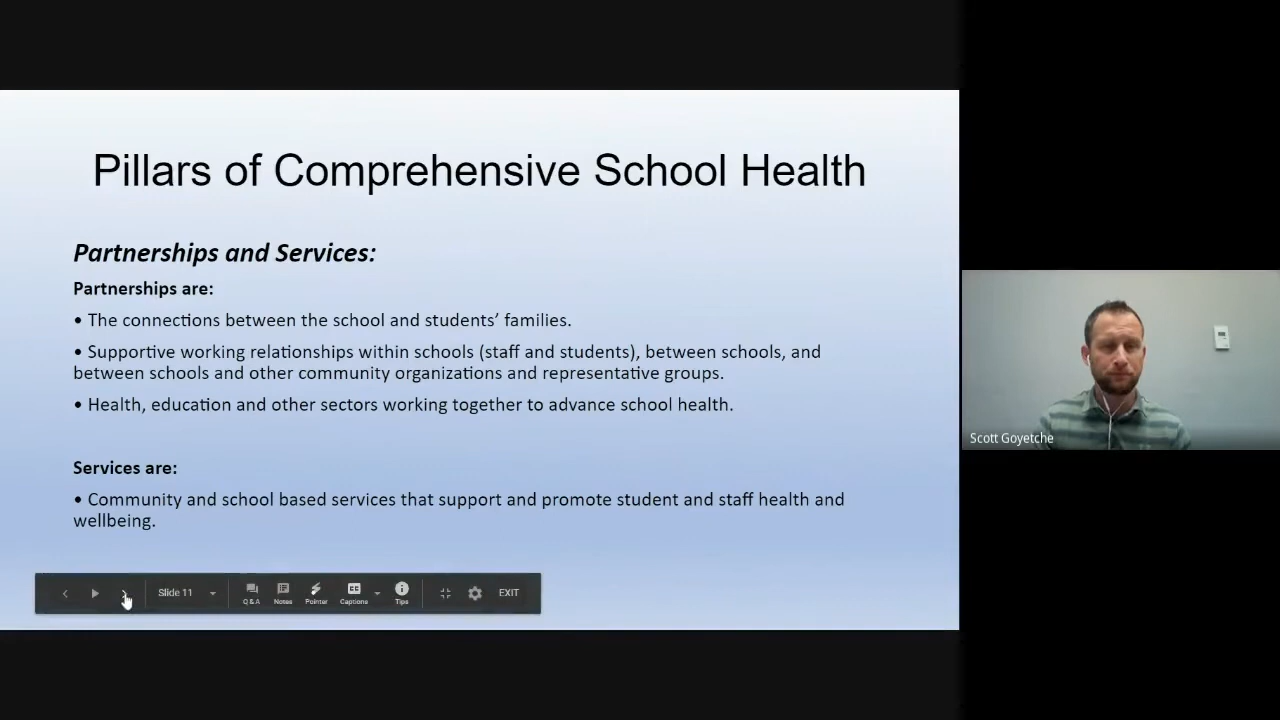 Pillars of Comprehensive School Health
Partnerships and Services:
Partnerships are:
• The connections between the school and students’ families.
• Supportive working relationships within schools (staff and students), between schools, and
between schools and other community organizations and representative groups.
• Health, education and other sectors working together to advance school health.
Services are:
• Community and school based services that support and promote student and staff health and
wellbeing.
Slide 11
Q&A
Notes
Pointer
CC
Captions
Tips
EXIT
Scott Goyetche